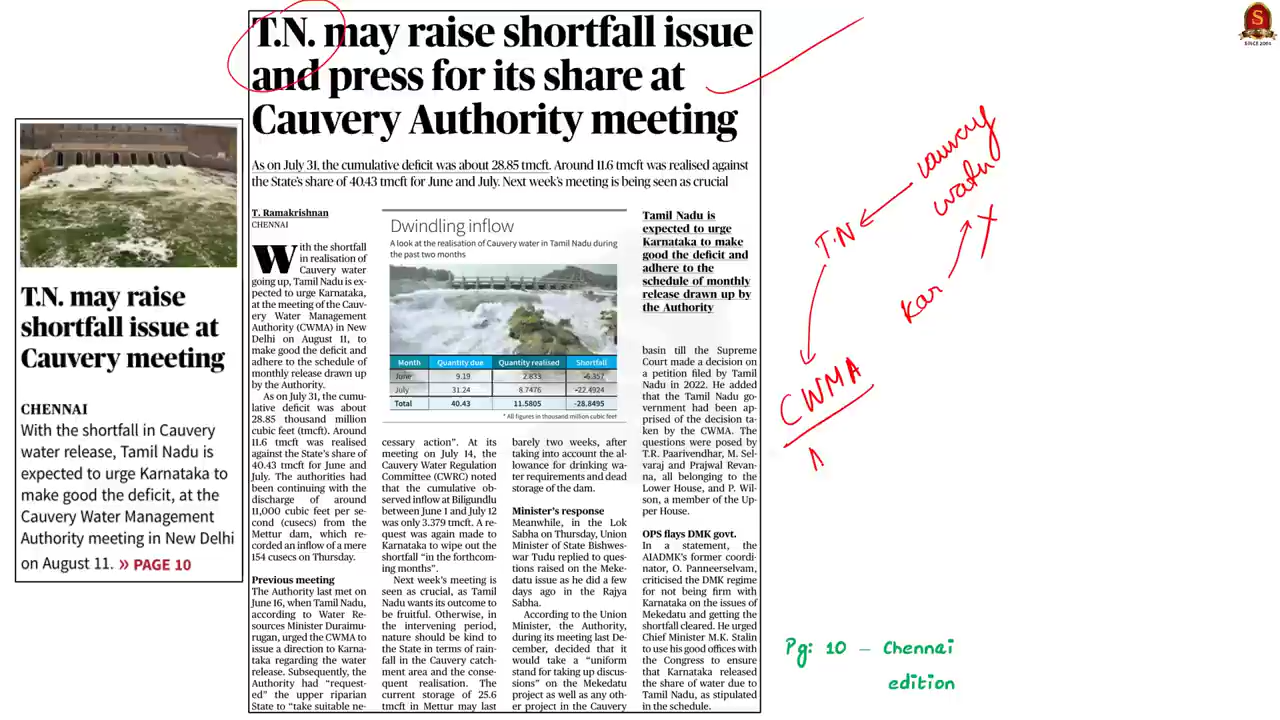 T.N. may raise
shortfall issue at
Cauvery meeting
CHENNAI
With the shortfall in Cauvery
water release, Tamil Nadu is
expected to urge Karnataka to
make good the deficit, at the
Cauvery Water Management
Authority meeting in New Delhi
on August 11. » PAGE 10
T.N. may raise shortfall issue
and press for its share at
Cauvery Authority meeting
As on July 31, the cumulative deficit was about 28.85 tmcft. Around 11.6 tmcft was realised against
the State's share of 40.43 tmcft for June and July. Next week's meeting is being seen as crucial
T. Ramakrishnan
CHENNAI
With the shortfall
in realisation of
Cauvery water
going up, Tamil Nadu is ex-
pected to urge Karnataka,
at the meeting of the Cauv-
ery Water Management
Authority (CWMA) in New
Delhi on August 11, to
make good the deficit and
adhere to the schedule of
monthly release drawn up
by the Authority.
As on July 31, the cumu-
lative deficit was about
28.85 thousand million
cubic feet (tmcft). Around
11.6 tmcft was realised
against the State's share of
40.43 tmcft for June and
July. The authorities had
been continuing with the
discharge of around
11,000 cubic feet per se-
cond (cusecs) from the
Mettur dam, which re-
corded an inflow of a mere
154 cusecs on Thursday.
Previous meeting
The Authority last met on
June 16, when Tamil Nadu,
according to Water Re-
sources Minister Duraimu-
rugan, urged the CWMA to
issue a direction to Karna-
taka regarding the water
release. Subsequently, the
Authority had "request-
ed" the upper riparian
State to "take suitable ne-
Dwindling inflow
A look at the realisation of Cauvery water in Tamil Nadu during
the past two months
Month Quantity due Quantity realised Shortfall
June 9.19 2.833 -6.357
July 31.24 8.7476 -22.4924
Total 40.43 11.5805 -28.8495
* All figures in thousand million cubic feet
cessary action". At its
meeting on July 14, the
Cauvery Water Regulation
Committee (CWRC) noted
that the cumulative ob-
served inflow at Biligundlu
between June 1 and July 12
was only 3.379 tmcft. A re-
quest was again made to
Karnataka to wipe out the
shortfall "in the forthcom-
ing months".
Next week's meeting is
seen as crucial, as Tamil
Nadu wants its outcome to
be fruitful. Otherwise, in
the intervening period,
nature should be kind to
the State in terms of rain-
fall in the Cauvery catch-
ment area and the conse-
quent realisation. The
current storage of 25.6
tmcft in Mettur may last
barely two weeks, after
taking into account the al-
lowance for drinking wa-
ter requirements and dead
storage of the dam.
Minister's response
Meanwhile, in the Lok
Sabha on Thursday, Union
Minister of State Bishwes-
war Tudu replied to ques-
tions raised on the Meke-
datu issue as he did a few
days ago in the Rajya
Sabha.
According to the Union
Minister, the Authority,
during its meeting last De-
cember, decided that it
would take a "uniform
stand for taking up discus-
sions" on the Mekedatu
project as well as any oth-
er project in the Cauvery
Tamil Nadu is
expected to urge
Karnataka to make
good the deficit and
adhere to the
schedule of monthly
release drawn up by
the Authority
basin till the Supreme
Court made a decision on
a petition filed by Tamil
Nadu in 2022. He added
that the Tamil Nadu go-
vernment had been ap-
prised of the decision ta-
ken by the CWMA. The
questions were posed by
T.R. Paarivendhar, M. Sel-
varaj and Prajwal Revan-
na, all belonging to the
Lower House, and P. Wil-
son, a member of the Up-
per House.
OPS flays DMK govt.
In a statement, the
AIADMK's former coordi-
nator, O. Panneerselvam,
criticised the DMK regime
for not being firm with
Karnataka on the issues of
Mekedatu and getting the
shortfall cleared. He urged
Chief Minister M.K. Stalin
to use his good offices with
the Congress to ensure
that Karnataka released
the share of water due to
Tamil Nadu, as stipulated
in the schedule.
cauvery
water
T.N
Kar
CWMA
Pg: 10 – Chennai
edition
S
SINCE 2004